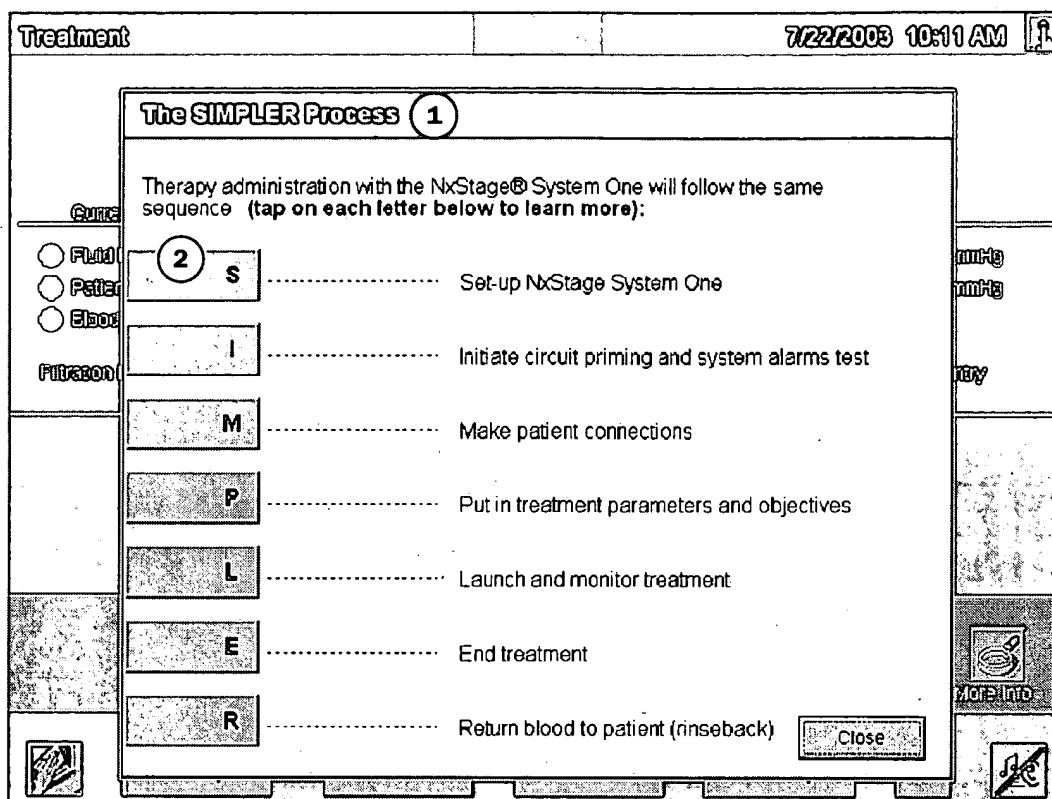 Treatment
7/22/2003 10:11 AM
The SIMPLER Process 1
Therapy administration with the NxStage® System One will follow the same
sequence (tap on each letter below to learn more):
2
S Set-up NxStage System One
I Initiate circuit priming and system alarms test
M Make patient connections
P Put in treatment parameters and objectives
L Launch and monitor treatment
E End treatment
R Return blood to patient (rinseback)
Close
mmHg
mmHg
More Info